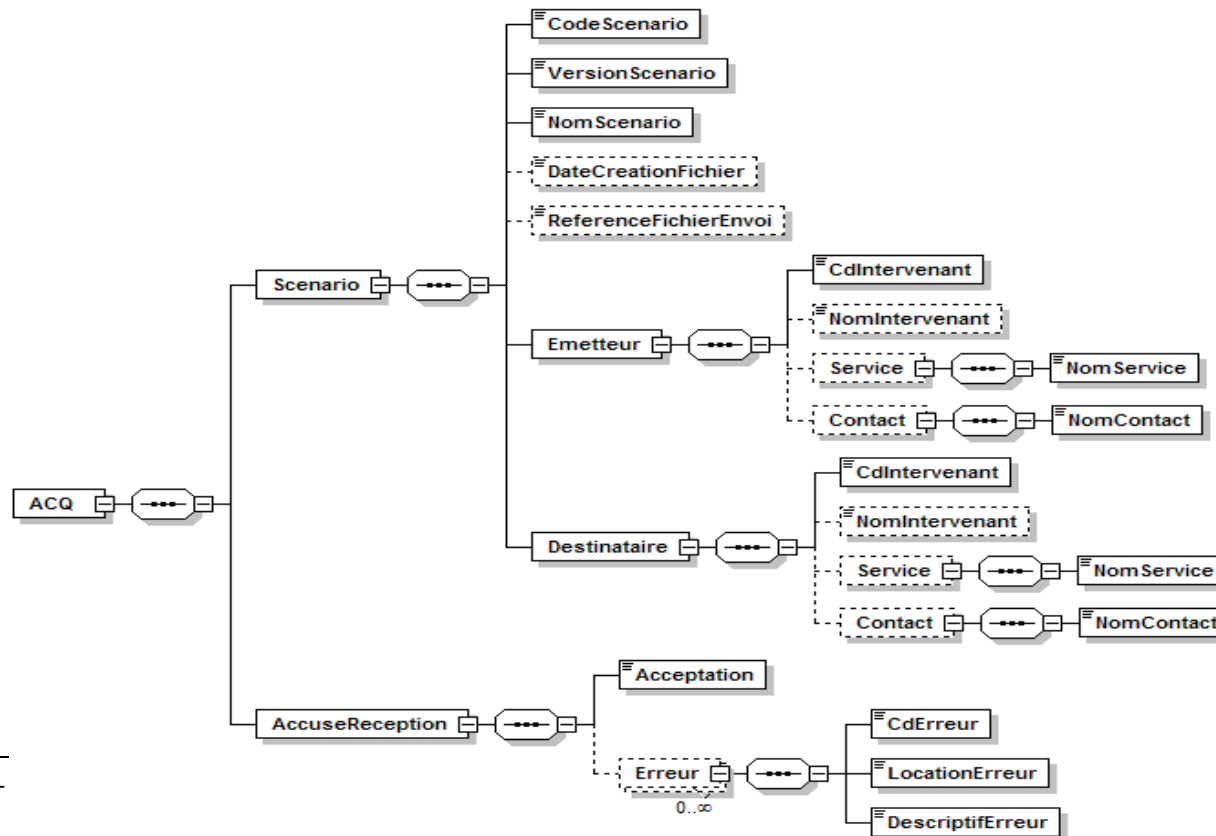 CodeScenario
VersionScenario
NomScenario
DateCreationFichier
ReferenceFichierEnvoi
Scenario
CdIntervenant
NomIntervenant
Emetteur
Service
NomService
Contact
NomContact
ACQ
CdIntervenant
NomIntervenant
Destinataire
Service
NomService
Contact
NomContact
Acceptation
AccuseReception
CdErreur
Erreur
LocationErreur
0..∞
DescriptifErreur